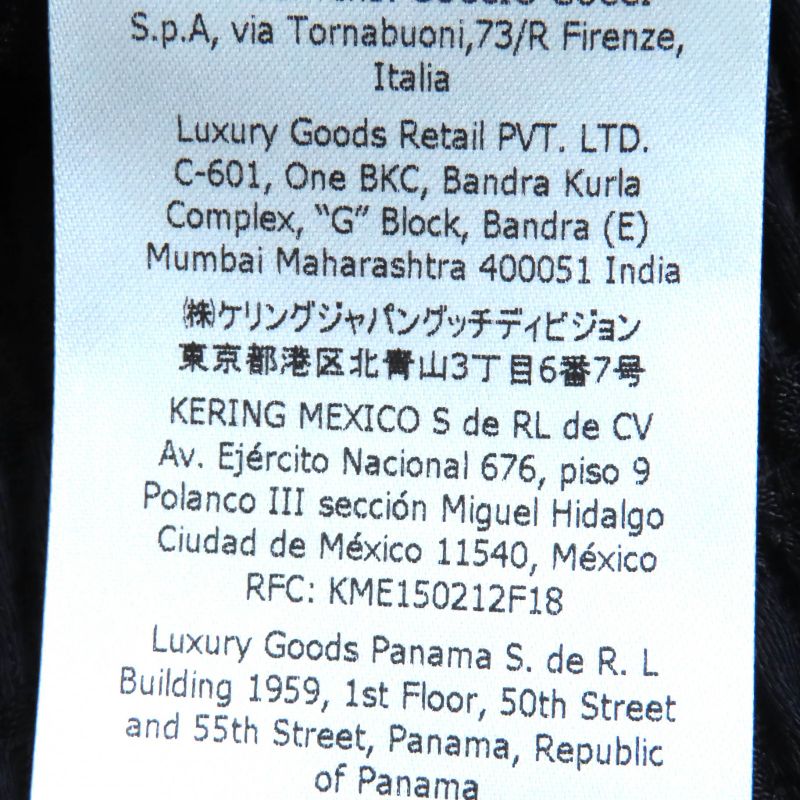 S.p.A, via Tornabuoni,73/R Firenze,
Italia
Luxury Goods Retail PVT. LTD.
C-601, One BKC, Bandra Kurla
Complex, “G” Block, Bandra (E)
Mumbai Maharashtra 400051 India
㈱ケリングジャパングッチディビジョン
東京都港区北青山3丁目6番7号
KERING MEXICO S de RL de CV
Av. Ejército Nacional 676, piso 9
Polanco III sección Miguel Hidalgo
Ciudad de México 11540, México
RFC: KME150212F18
Luxury Goods Panama S. de R. L
Building 1959, 1st Floor, 50th Street
and 55th Street, Panama, Republic
of Panama